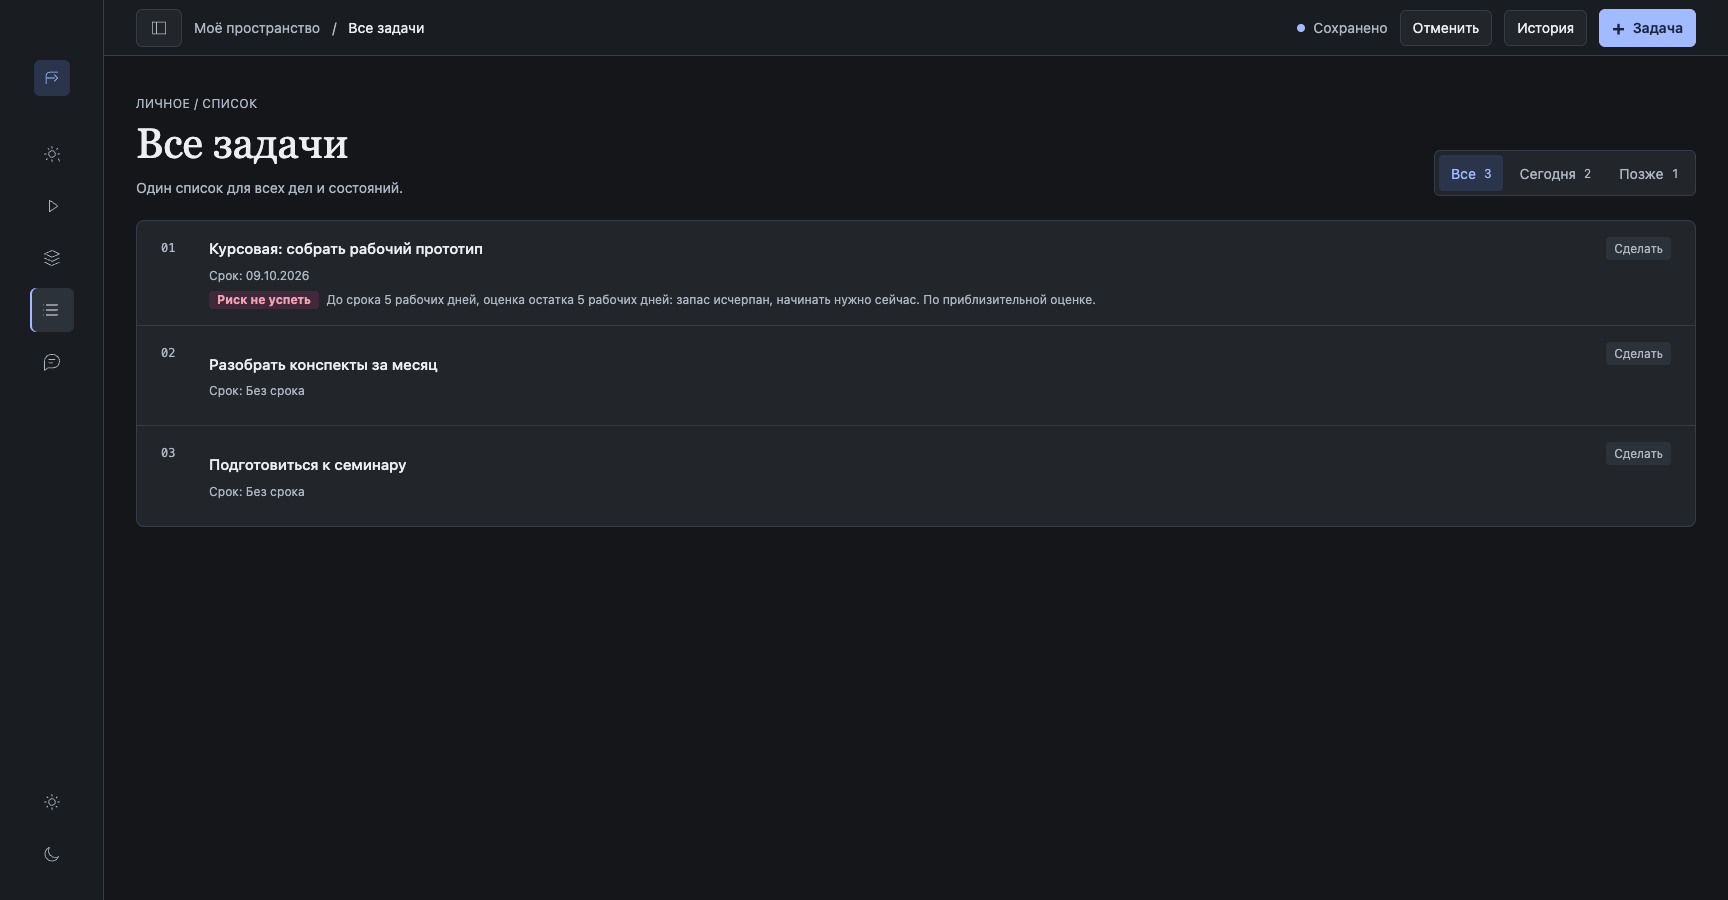 Моё пространство / Все задачи
Сохранено
Отменить
История
+ Задача
ЛИЧНОЕ / СПИСОК
Все задачи
Один список для всех дел и состояний.
Все 3
Сегодня 2
Позже 1
01
Курсовая: собрать рабочий прототип
Сделать
Срок: 09.10.2026
Риск не успеть До срока 5 рабочих дней, оценка остатка 5 рабочих дней: запас исчерпан, начинать нужно сейчас. По приблизительной оценке.
02
Разобрать конспекты за месяц
Сделать
Срок: Без срока
03
Подготовиться к семинару
Сделать
Срок: Без срока